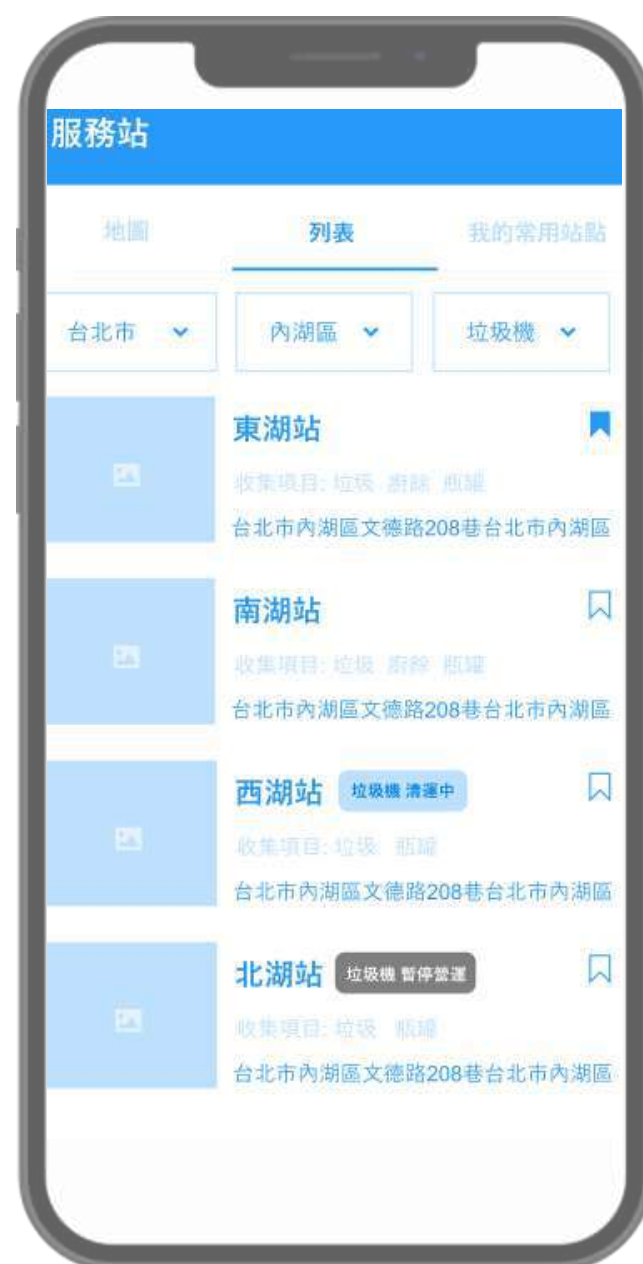 服務站
地圖 列表 我的常用站點
台北市 內湖區 垃圾機
東湖站
收集項目: 垃圾 廚餘 瓶罐
台北市內湖區文德路208巷台北市內湖區
南湖站
收集項目: 垃圾 廚餘 瓶罐
台北市內湖區文德路208巷台北市內湖區
西湖站 垃圾機 清運中
收集項目: 垃圾 瓶罐
台北市內湖區文德路208巷台北市內湖區
北湖站 垃圾機 暫停營運
收集項目: 垃圾 瓶罐
台北市內湖區文德路208巷台北市內湖區